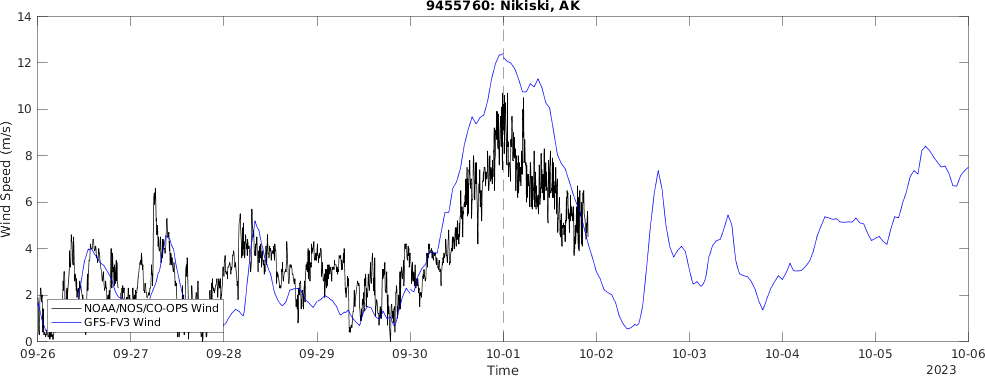 9455760: Nikiski, AK
14
12
10
8
6
4
2
0
Wind Speed (m/s)
NOAA/NOS/CO-OPS Wind
GFS-FV3 Wind
09-26 09-27 09-28 09-29 09-30 10-01 10-02 10-03 10-04 10-05 10-06
Time
2023